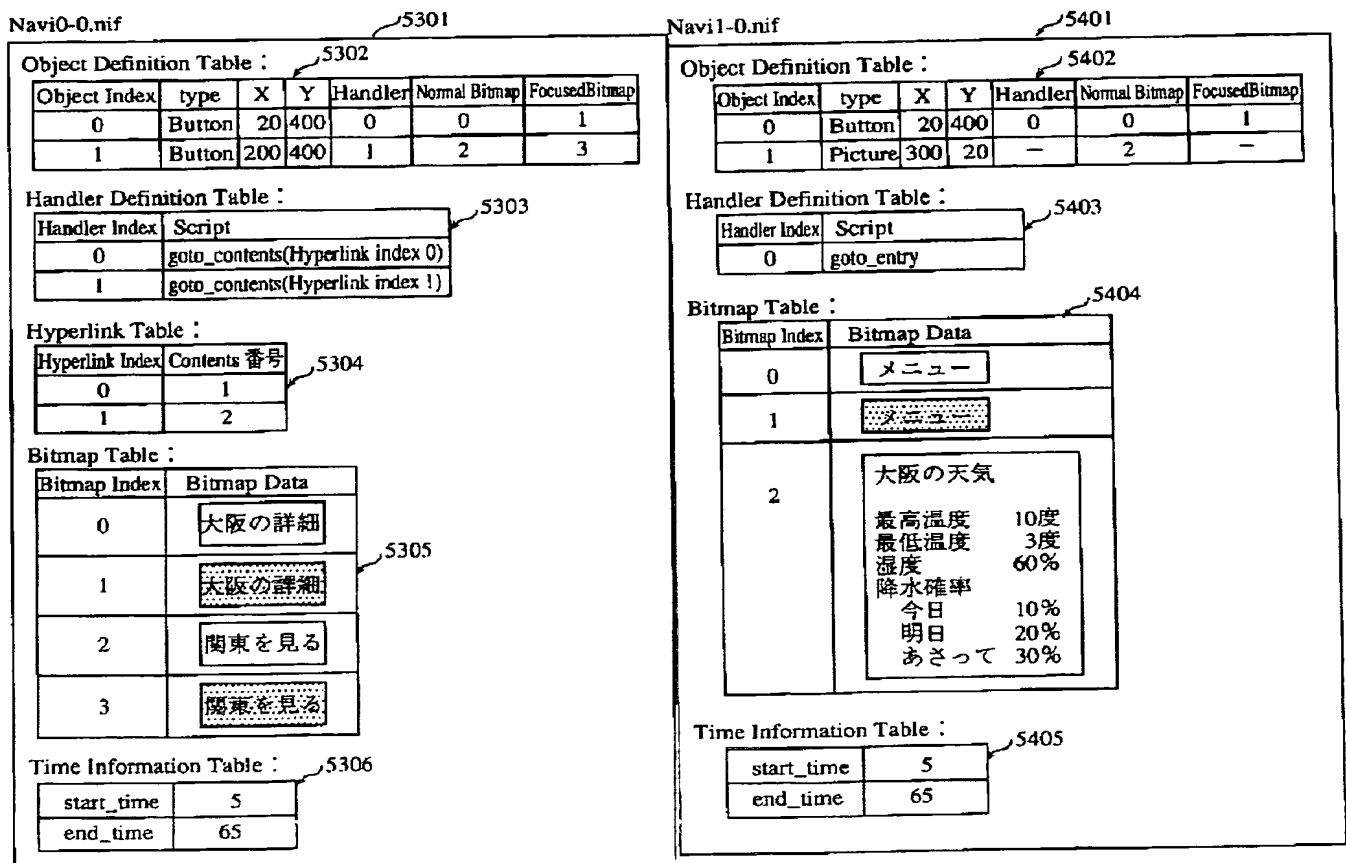 Navi0-0.nif
5301
Object Definition Table：
5302
Object Index type X Y Handler Normal Bitmap FocusedBitmap
0 Button 20 400 0 0 1
1 Button 200 400 1 2 3
Handler Definition Table：
5303
Handler Index Script
0 goto_contents(Hyperlink index 0)
1 goto_contents(Hyperlink index 1)
Hyperlink Table：
Hyperlink Index Contents 番号
5304
0 1
1 2
Bitmap Table：
Bitmap Index Bitmap Data
0 大阪の詳細
5305
1 大阪の詳細
2 関東を見る
3 関東を見る
Time Information Table：
5306
start_time 5
end_time 65
Navi1-0.nif
5401
Object Definition Table：
5402
Object Index type X Y Handler Normal Bitmap FocusedBitmap
0 Button 20 400 0 0 1
1 Picture 300 20 － 2 －
Handler Definition Table：
5403
Handler Index Script
0 goto_entry
Bitmap Table：
5404
Bitmap Index Bitmap Data
0 メニュー
1 メニュー
2 大阪の天気
最高温度 10度
最低温度 3度
湿度 60%
降水確率
今日 10%
明日 20%
あさって 30%
Time Information Table：
5405
start_time 5
end_time 65